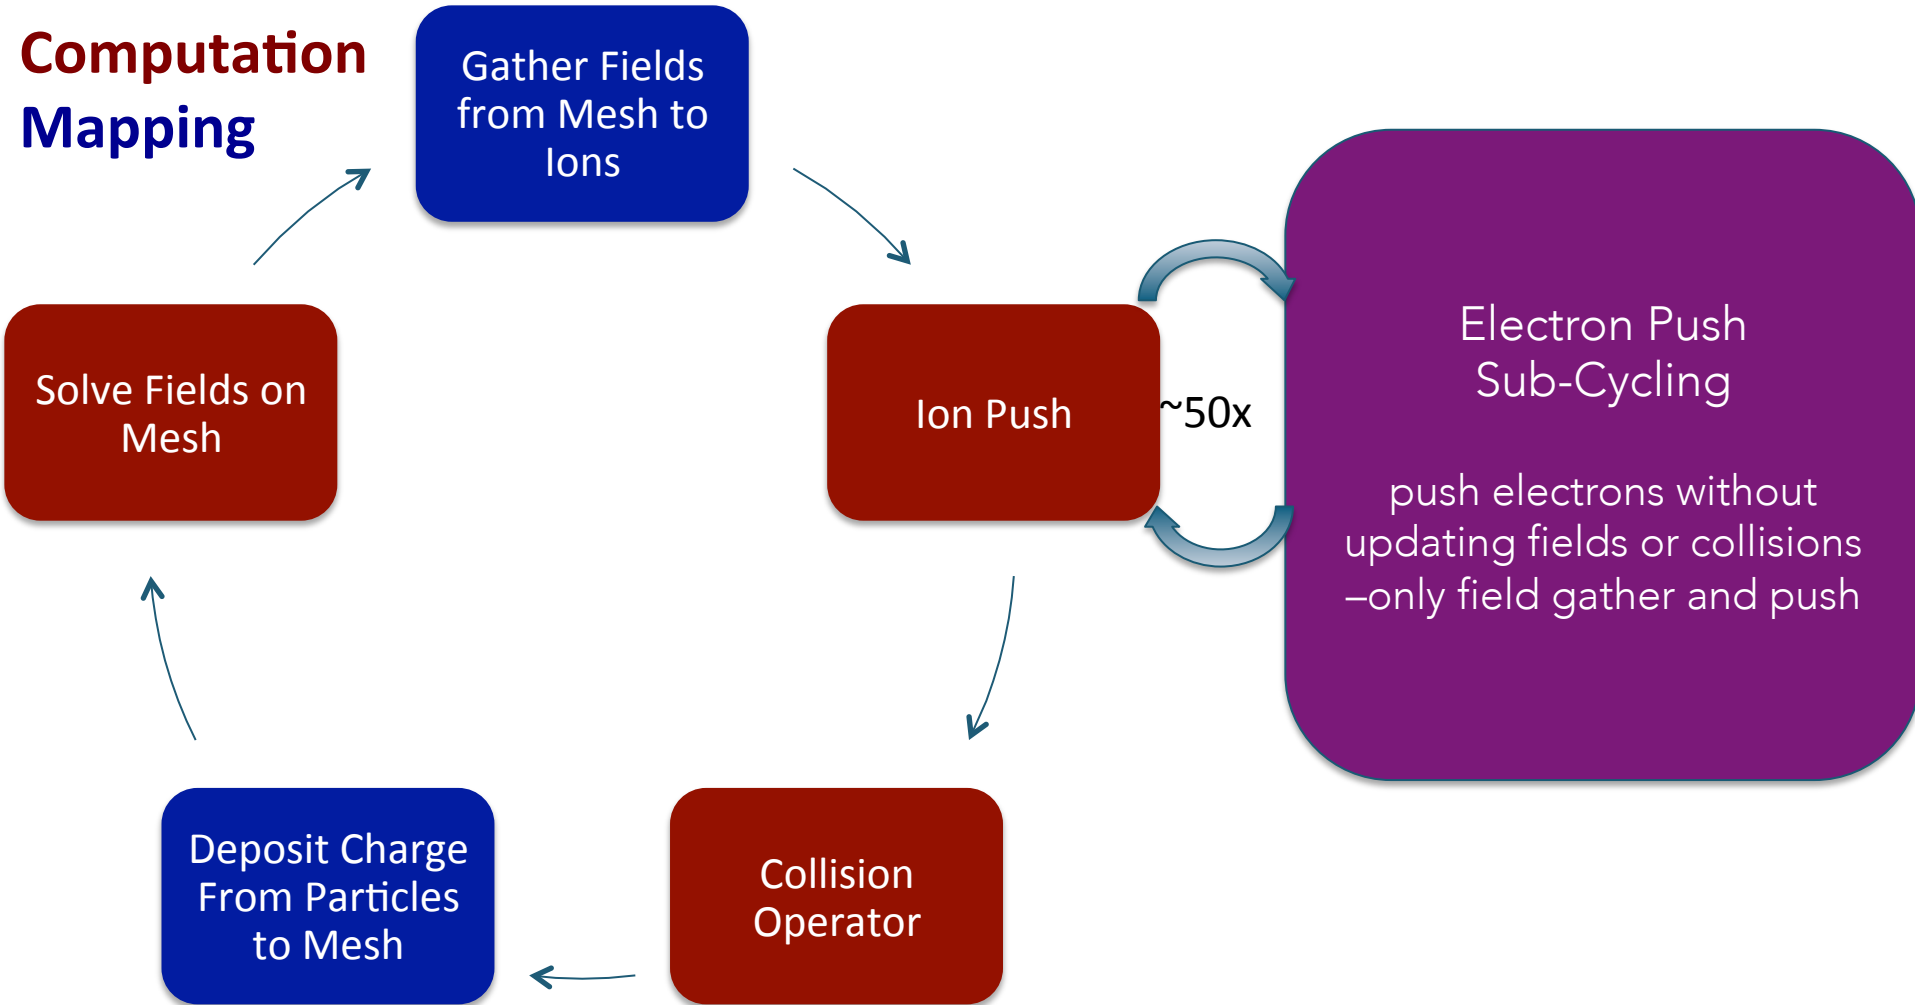 Computation
Mapping
Gather Fields
from Mesh to
Ions
Solve Fields on
Mesh
Ion Push
~50x
Electron Push
Sub-Cycling
push electrons without
updating fields or collisions
–only field gather and push
Collision
Operator
Deposit Charge
From Particles
to Mesh